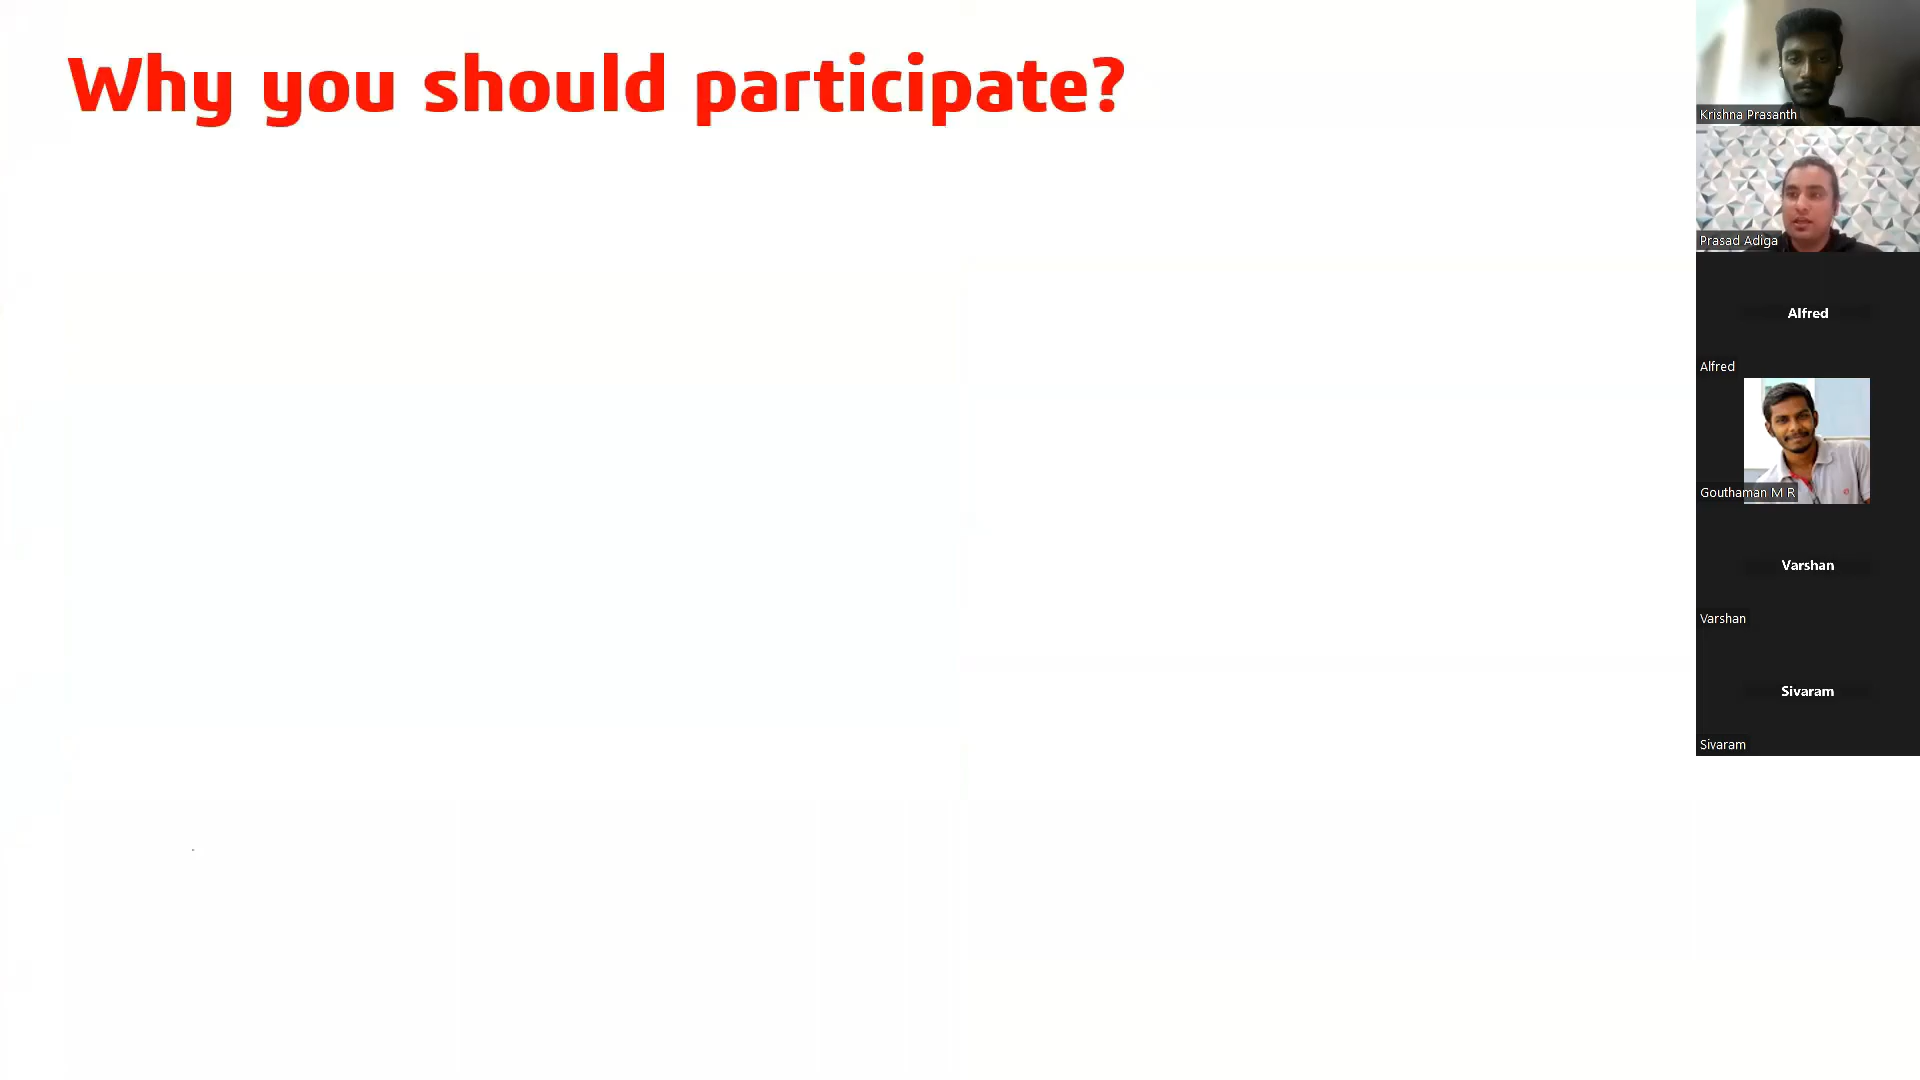 Why you should participate?
Krishna Prasanth
Prasad Adiga
Alfred
Alfred
Gouthaman M R
Varshan
Varshan
Sivaram
Sivaram